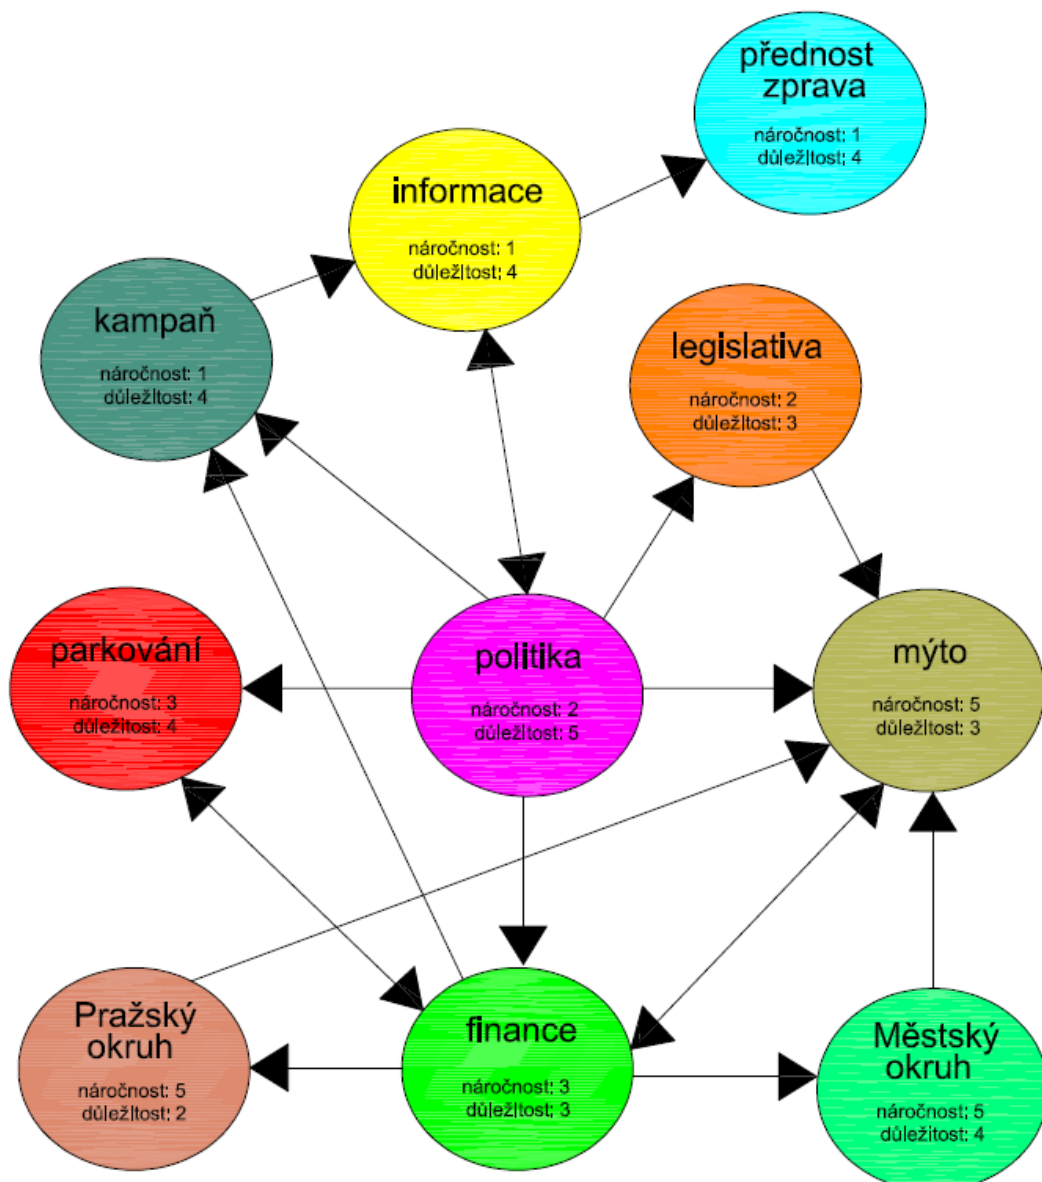 přednost
zprava
náročnost: 1
důležitost: 4
informace
náročnost: 1
důležitost: 4
kampaň
náročnost: 1
důležitost: 4
legislativa
náročnost: 2
důležitost: 3
parkování
náročnost: 3
důležitost: 4
politika
náročnost: 2
důležitost: 5
mýto
náročnost: 5
důležitost: 3
Pražský
okruh
náročnost: 5
důležitost: 2
finance
náročnost: 3
důležitost: 3
Městský
okruh
náročnost: 5
důležitost: 4